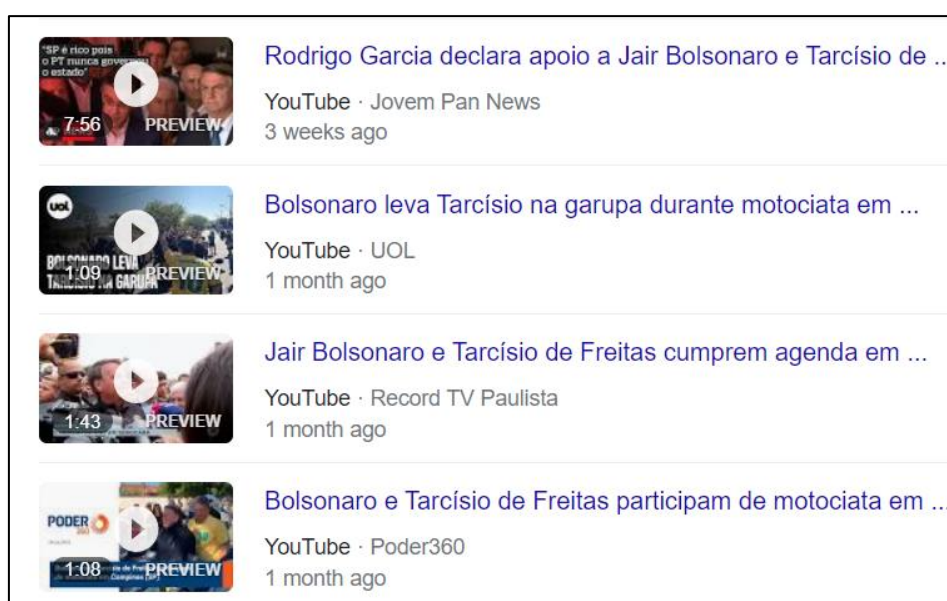 "SP é rico pois
o PT nunca governou
o estado"
7:56 PREVIEW
Rodrigo Garcia declara apoio a Jair Bolsonaro e Tarcísio de ...
YouTube · Jovem Pan News
3 weeks ago
UOL
BOLSONARO LEVA
TARCÍSIO NA GARUPA
1:09 PREVIEW
Bolsonaro leva Tarcísio na garupa durante motociata em ...
YouTube · UOL
1 month ago
1:43 PREVIEW
Jair Bolsonaro e Tarcísio de Freitas cumprem agenda em ...
YouTube · Record TV Paulista
1 month ago
PODER
360
1:08 PREVIEW
Bolsonaro e Tarcísio de Freitas participam de motociata em ...
YouTube · Poder360
1 month ago